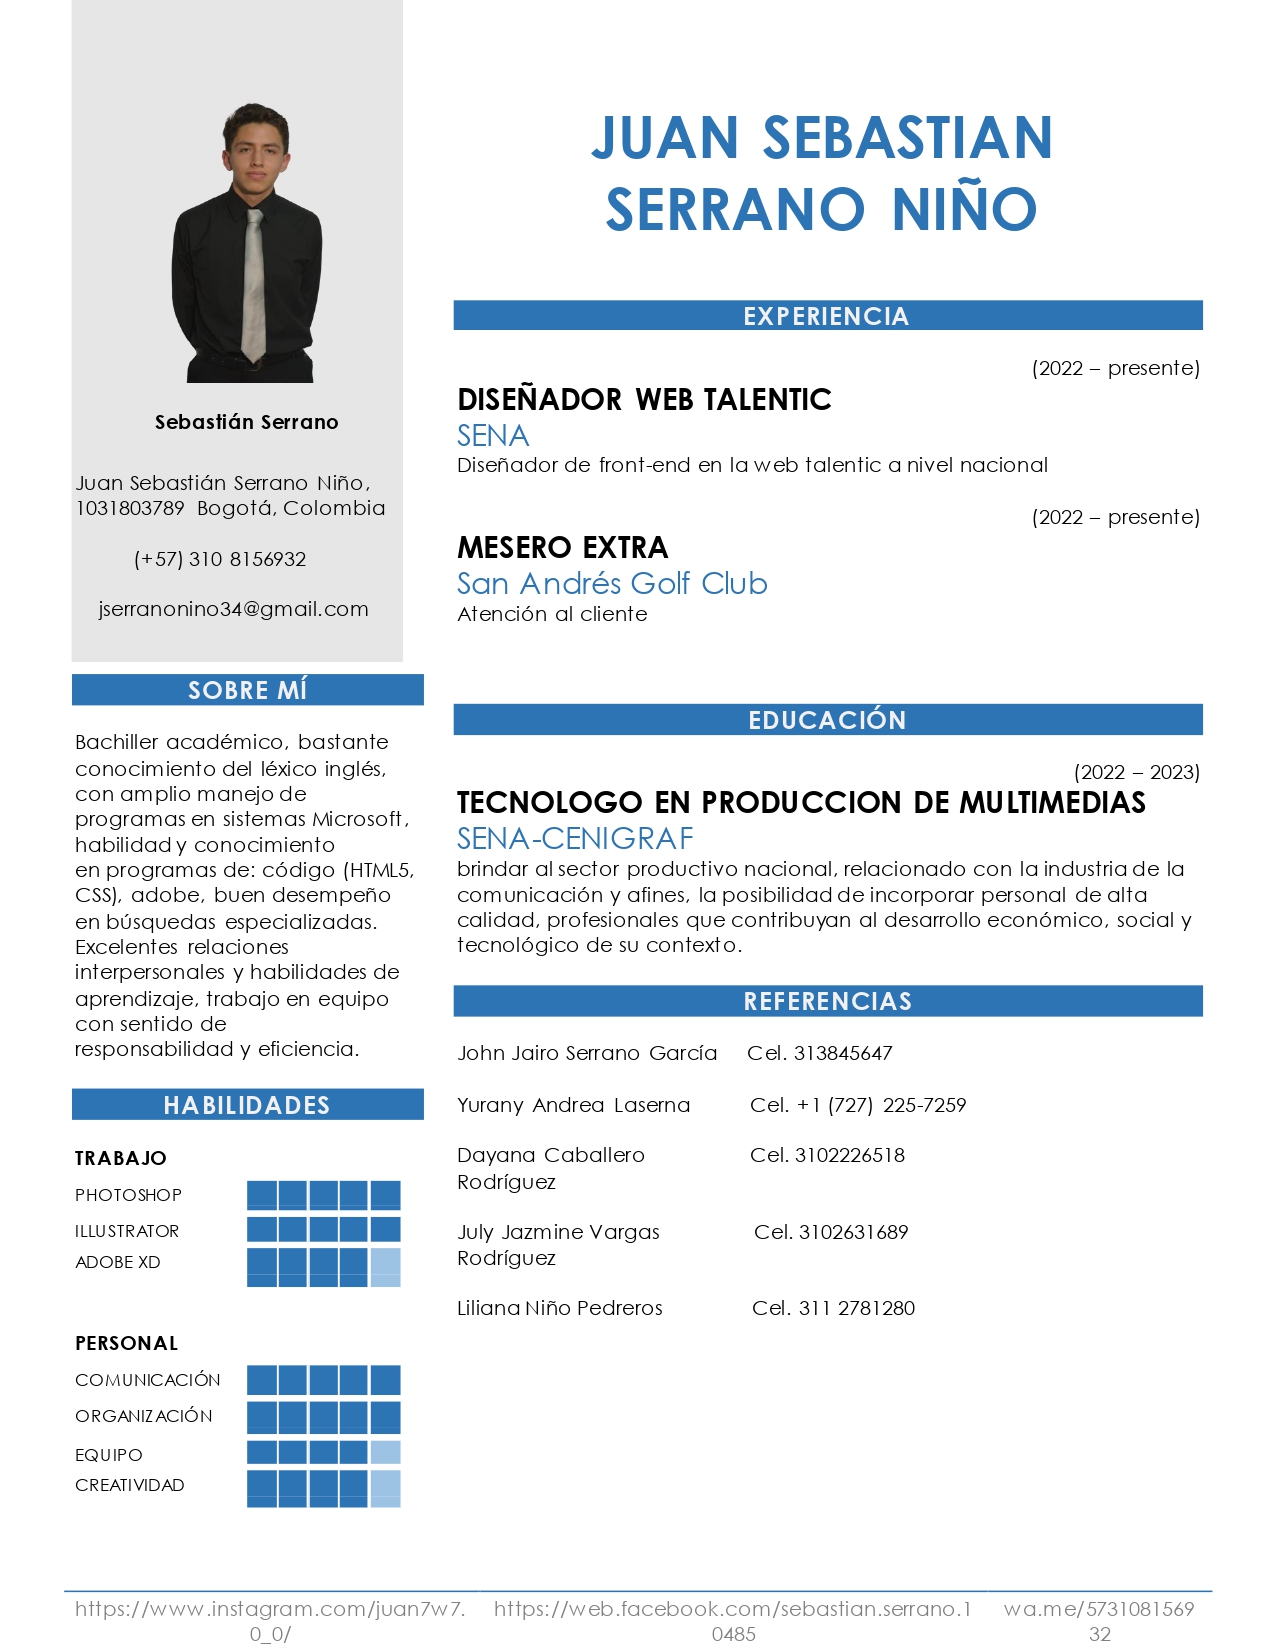 JUAN SEBASTIAN
SERRANO NIÑO
Sebastián Serrano
Juan Sebastián Serrano Niño,
1031803789 Bogotá, Colombia
(+57) 310 8156932
jserranonino34@gmail.com
SOBRE MÍ
Bachiller académico, bastante
conocimiento del léxico inglés,
con amplio manejo de
programas en sistemas Microsoft,
habilidad y conocimiento
en programas de: código (HTML5,
CSS), adobe, buen desempeño
en búsquedas especializadas.
Excelentes relaciones
interpersonales y habilidades de
aprendizaje, trabajo en equipo
con sentido de
responsabilidad y eficiencia.
HABILIDADES
TRABAJO
PHOTOSHOP
ILLUSTRATOR
ADOBE XD
PERSONAL
COMUNICACIÓN
ORGANIZACIÓN
EQUIPO
CREATIVIDAD
EXPERIENCIA
(2022 – presente)
DISEÑADOR WEB TALENTIC
SENA
Diseñador de front-end en la web talentic a nivel nacional
(2022 – presente)
MESERO EXTRA
San Andrés Golf Club
Atención al cliente
EDUCACIÓN
(2022 – 2023)
TECNOLOGO EN PRODUCCION DE MULTIMEDIAS
SENA-CENIGRAF
brindar al sector productivo nacional, relacionado con la industria de la
comunicación y afines, la posibilidad de incorporar personal de alta
calidad, profesionales que contribuyan al desarrollo económico, social y
tecnológico de su contexto.
REFERENCIAS
John Jairo Serrano García Cel. 313845647
Yurany Andrea Laserna Cel. +1 (727) 225-7259
Dayana Caballero Cel. 3102226518
Rodríguez
July Jazmine Vargas Cel. 3102631689
Rodríguez
Liliana Niño Pedreros Cel. 311 2781280
https://www.instagram.com/juan7w7.
0_0/
https://web.facebook.com/sebastian.serrano.1
0485
wa.me/5731081569
32